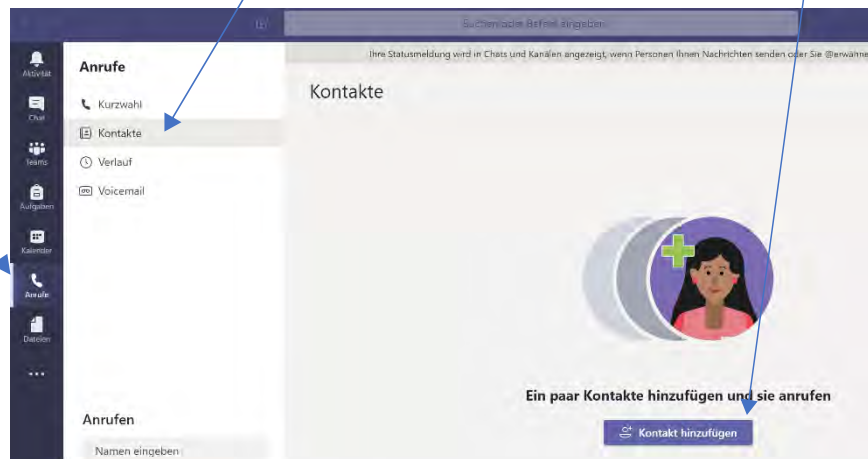 Suchen oder Befehl eingeben
Ihre Statusmeldung wird in Chats und Kanälen angezeigt, wenn Personen Ihnen Nachrichten senden oder Sie @erwähne
Aktivität
Chat
Teams
Aufgaben
Kalender
Anrufe
Dateien
Anrufe
Kurzwahl
Kontakte
Verlauf
Voicemail
Anrufen
Namen eingeben
Kontakte
Ein paar Kontakte hinzufügen und sie anrufen
Kontakt hinzufügen